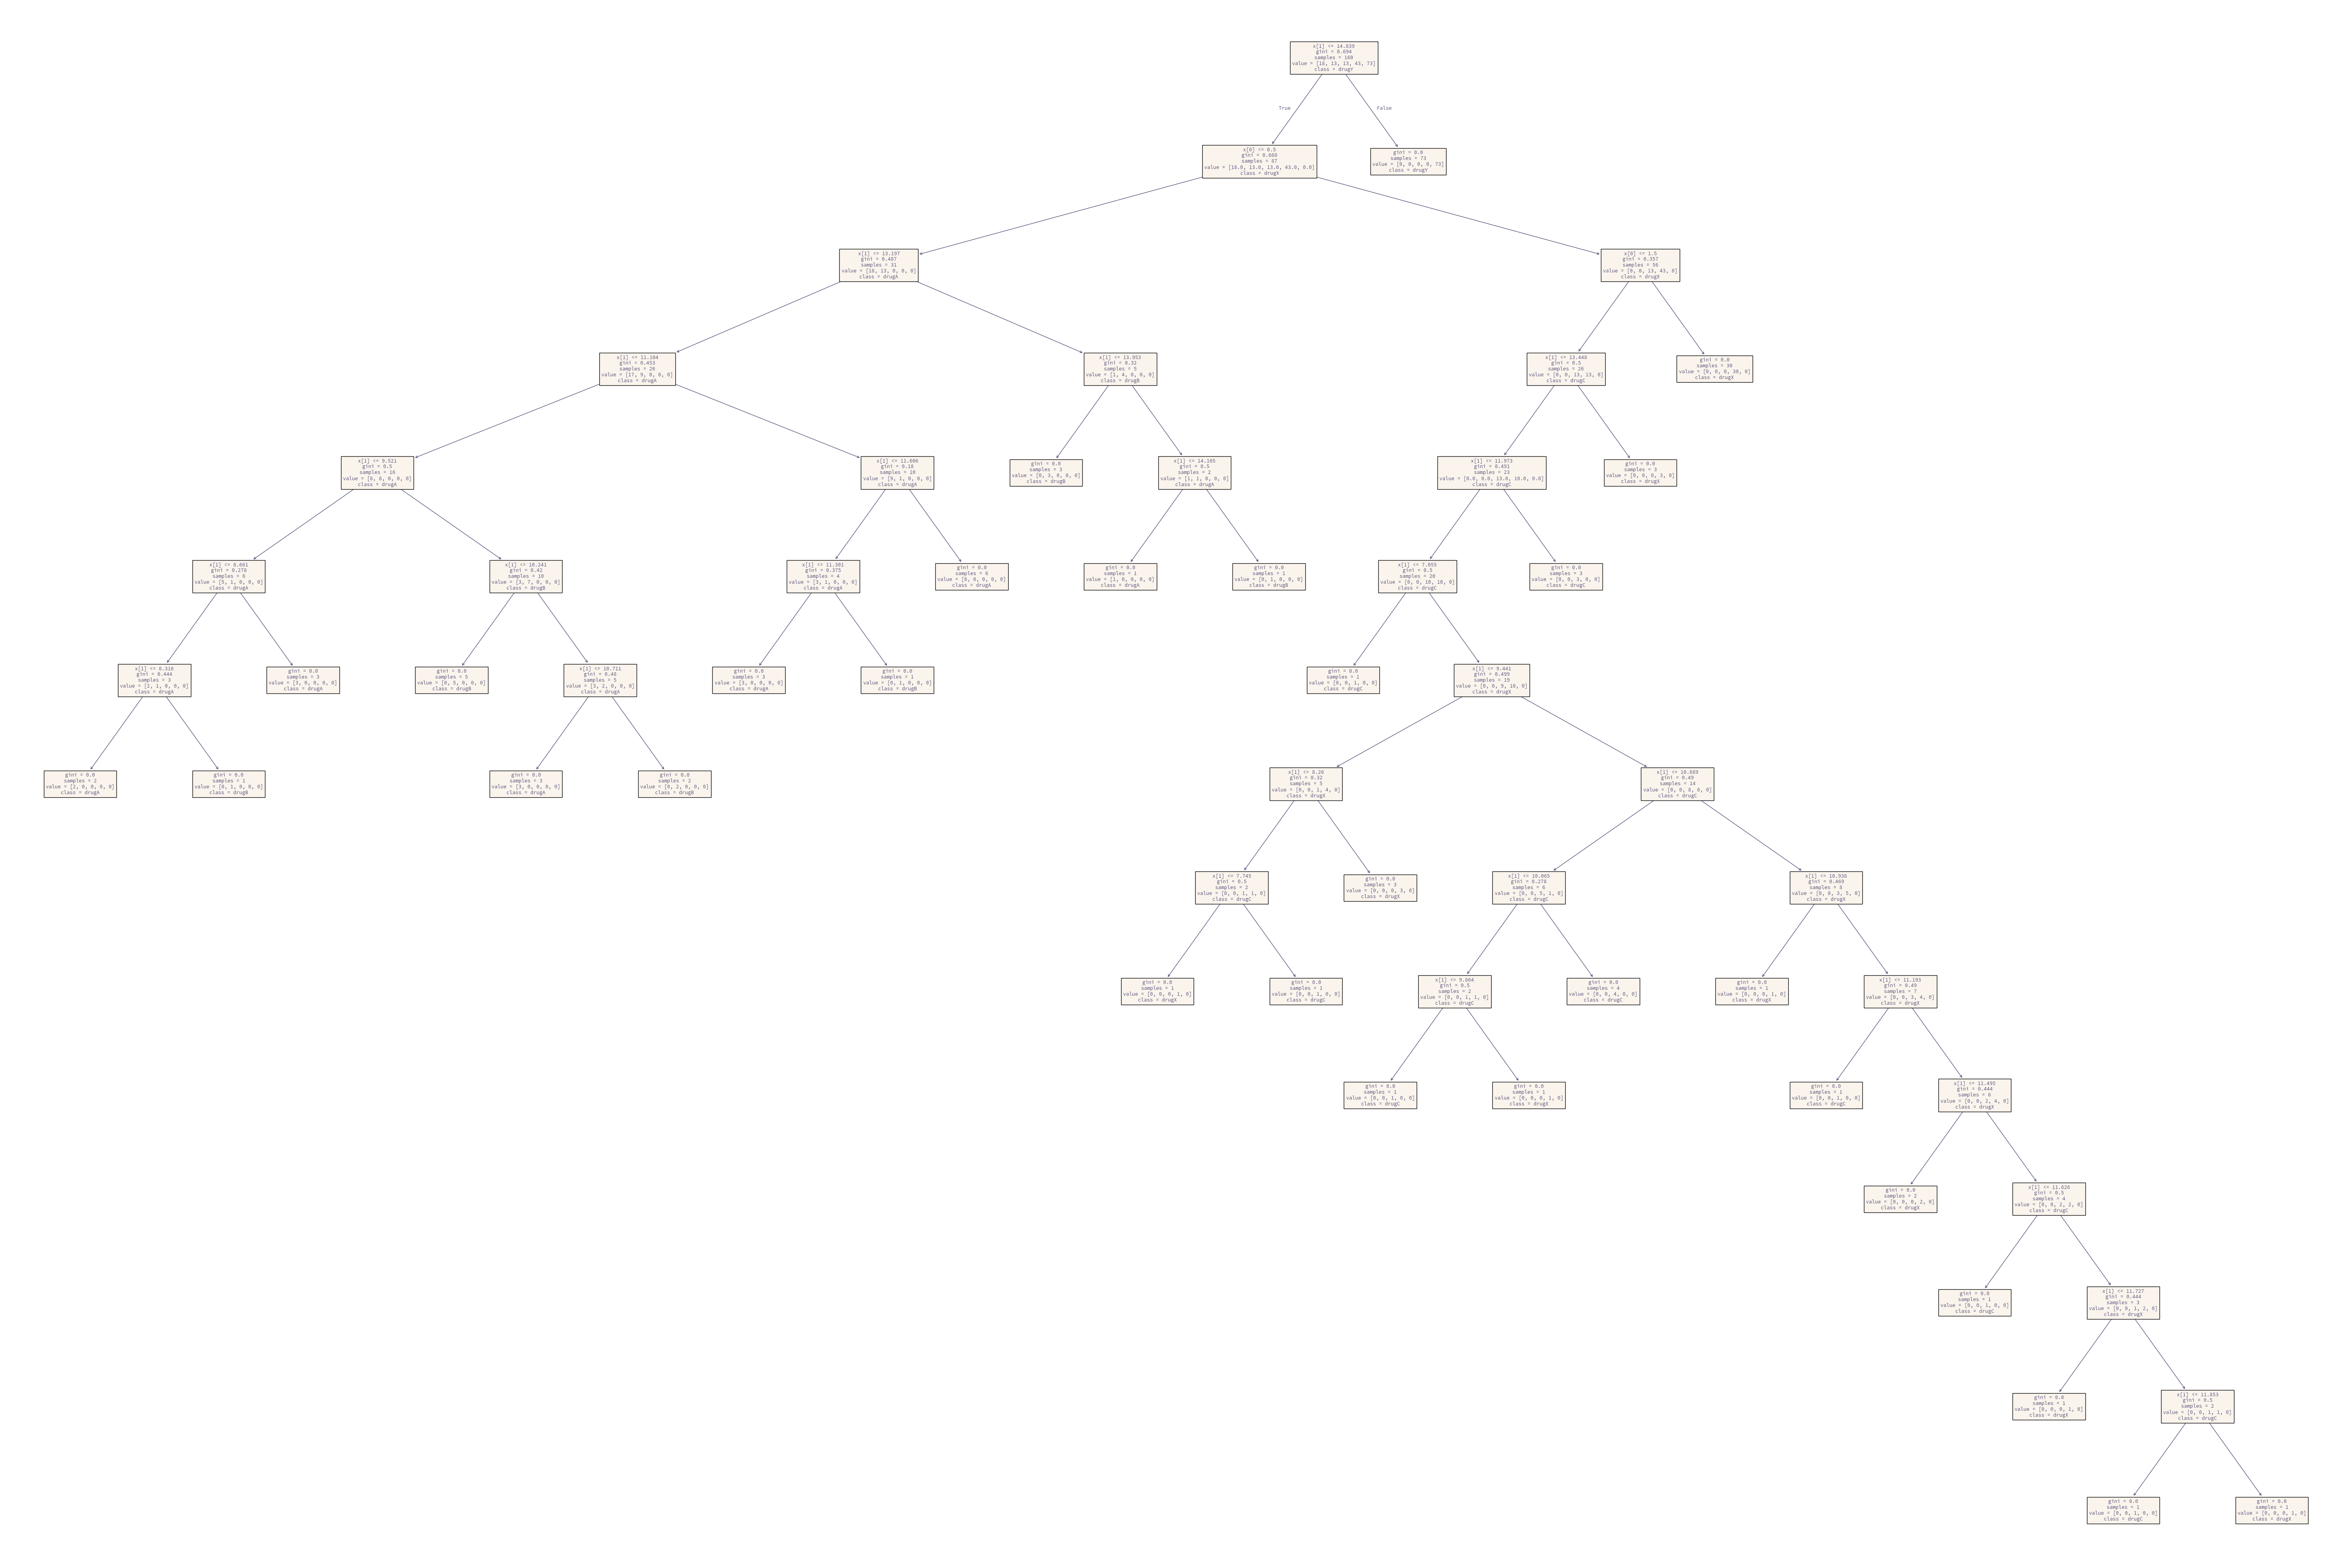 x[1] <= 14.839
gini = 0.694
samples = 160
value = [18, 13, 13, 43, 73]
class = drugY
True
False
x[0] <= 0.5
gini = 0.668
samples = 87
value = [18.0, 13.0, 13.0, 43.0, 0.0]
class = drugX
gini = 0.0
samples = 73
value = [0, 0, 0, 0, 73]
class = drugY
x[1] <= 13.197
gini = 0.487
samples = 31
value = [18, 13, 0, 0, 0]
class = drugA
x[0] <= 1.5
gini = 0.357
samples = 56
value = [0, 0, 13, 43, 0]
class = drugX
x[1] <=
gini = 0.453
samples = 26
value = [17, 9, 0, 0, 0]
class = drugA
x[1] <= 13.953
gini = 0.32
samples = 5
value = [1, 4, 0, 0, 0]
class = drugB
x[1] <= 13.448
gini = 0.5
samples = 26
value = [0, 0, 13, 13, 0]
class = drugC
gini = 0.0
samples = 30
value = [0, 0, 0, 30, 0]
class = drugX
x[1] <= 9.521
gini = 0.5
samples = 16
value = [8, 8, 0, 0, 0]
class = drugA
x[1] <=
gini = 0.18
samples = 10
value = [9, 1, 0, 0, 0]
class = drugA
gini = 0.0
samples = 3
value = [0, 3, 0, 0, 0]
class = drugB
x[1] <=
gini = 0.5
samples = 2
value = [1, 1, 0, 0, 0]
class = drugA
x[1] <= 11.973
gini = 0.491
samples = 23
value = [0.0, 0.0, 13.0, 10.0, 0.0]
class = drugC
gini = 0.0
samples = 3
value = [0, 0, 0, 3, 0]
class = drugX
x[1] <= 8.661
gini = 0.278
samples = 6
value = [5, 1, 0, 0, 0]
class = drugA
x[1] <= 10.241
gini = 0.42
samples = 10
value = [3, 7, 0, 0, 0]
class = drugB
x[1] <= 11.301
gini = 0.375
samples = 4
value = [3, 1, 0, 0, 0]
class = drugA
gini = 0.0
samples = 6
value = [6, 0, 0, 0, 0]
class = drugA
gini = 0.0
samples = 1
value = [1, 0, 0, 0, 0]
class = drugA
gini = 0.0
samples = 1
value = [0, 1, 0, 0, 0]
class = drugB
x[1] <= 7.055
gini = 0.5
samples = 20
value = [0, 0, 10, 10, 0]
class = drugC
gini = 0.0
samples = 3
value = [0, 0, 3, 0, 0]
class = drugC
x[1] <=
gini = 0.444
samples = 3
value = [2, 1, 0, 0, 0]
class = drugA
gini = 0.0
samples = 3
value = [3, 0, 0, 0, 0]
class = drugA
gini = 0.0
samples = 5
value = [0, 5, 0, 0, 0]
class = drugB
x[1] <= 10.711
gini = 0.48
samples = 5
value = [3, 2, 0, 0, 0]
class = drugA
gini = 0.0
samples = 3
value = [3, 0, 0, 0, 0]
class = drugA
gini = 0.0
samples = 1
value = [0, 1, 0, 0, 0]
class = drugB
gini = 0.0
samples = 1
value = [0, 0, 1, 0, 0]
class = drugC
x[1] <= 9.441
gini = 0.499
samples = 19
value = [0, 0, 9, 10, 0]
class = drugX
gini = 0.0
samples = 2
value = [2, 0, 0, 0, 0]
class = drugA
gini = 0.0
samples = 1
value = [0, 1, 0, 0, 0]
class = drugB
gini = 0.0
samples = 3
value = [3, 0, 0, 0, 0]
class = drugA
gini = 0.0
samples = 2
value = [0, 2, 0, 0, 0]
class = drugB
x[1] <= 8.26
gini = 0.32
samples = 5
value = [0, 0, 1, 4, 0]
class = drugX
x[1] <=
gini = 0.49
samples = 14
value = [0, 0, 8, 6, 0]
class = drugC
x[1] <= 7.745
gini = 0.5
samples = 2
value = [0, 0, 1, 1, 0]
class = drugC
gini = 0.0
samples = 3
value = [0, 0, 0, 3, 0]
class = drugX
x[1] <= 10.065
gini = 0.278
samples = 6
value = [0, 0, 5, 1, 0]
class = drugC
x[1] <= 10.938
gini = 0.469
samples = 8
value = [0, 0, 3, 5, 0]
class = drugX
gini = 0.0
samples = 1
value = [0, 0, 0, 1, 0]
class = drugX
gini = 0.0
samples = 1
value = [0, 0, 1, 0, 0]
class = drugC
x[1] <=
gini = 0.5
samples = 2
value = [0, 0, 1, 1, 0]
class = drugC
gini = 0.0
samples = 4
value = [0, 0, 4, 0, 0]
class = drugC
gini = 0.0
samples = 1
value = [0, 0, 0, 1, 0]
class = drugX
x[1] <= 11.193
gini = 0.49
samples = 7
value = [0, 0, 3, 4, 0]
class = drugX
gini = 0.0
samples = 1
value = [0, 0, 1, 0, 0]
class = drugC
gini = 0.0
samples = 1
value = [0, 0, 0, 1, 0]
class = drugX
gini = 0.0
samples = 1
value = [0, 0, 1, 0, 0]
class = drugC
x[1] <= 11.495
gini = 0.444
samples = 6
value = [0, 0, 2, 4, 0]
class = drugX
gini = 0.0
samples = 2
value = [0, 0, 0, 2, 0]
class = drugX
x[1] <= 11.626
gini = 0.5
samples = 4
value = [0, 0, 2, 2, 0]
class = drugC
gini = 0.0
samples = 1
value = [0, 0, 1, 0, 0]
class = drugC
x[1] <= 11.727
gini = 0.444
samples = 3
value = [0, 0, 1, 2, 0]
class = drugX
gini = 0.0
samples = 1
value = [0, 0, 0, 1, 0]
class = drugX
x[1] <= 11.853
gini = 0.5
samples = 2
value = [0, 0, 1, 1, 0]
class = drugC
gini = 0.0
samples = 1
value = [0, 0, 1, 0, 0]
class = drugC
gini = 0.0
samples = 1
value = [0, 0, 0, 1, 0]
class = drugX